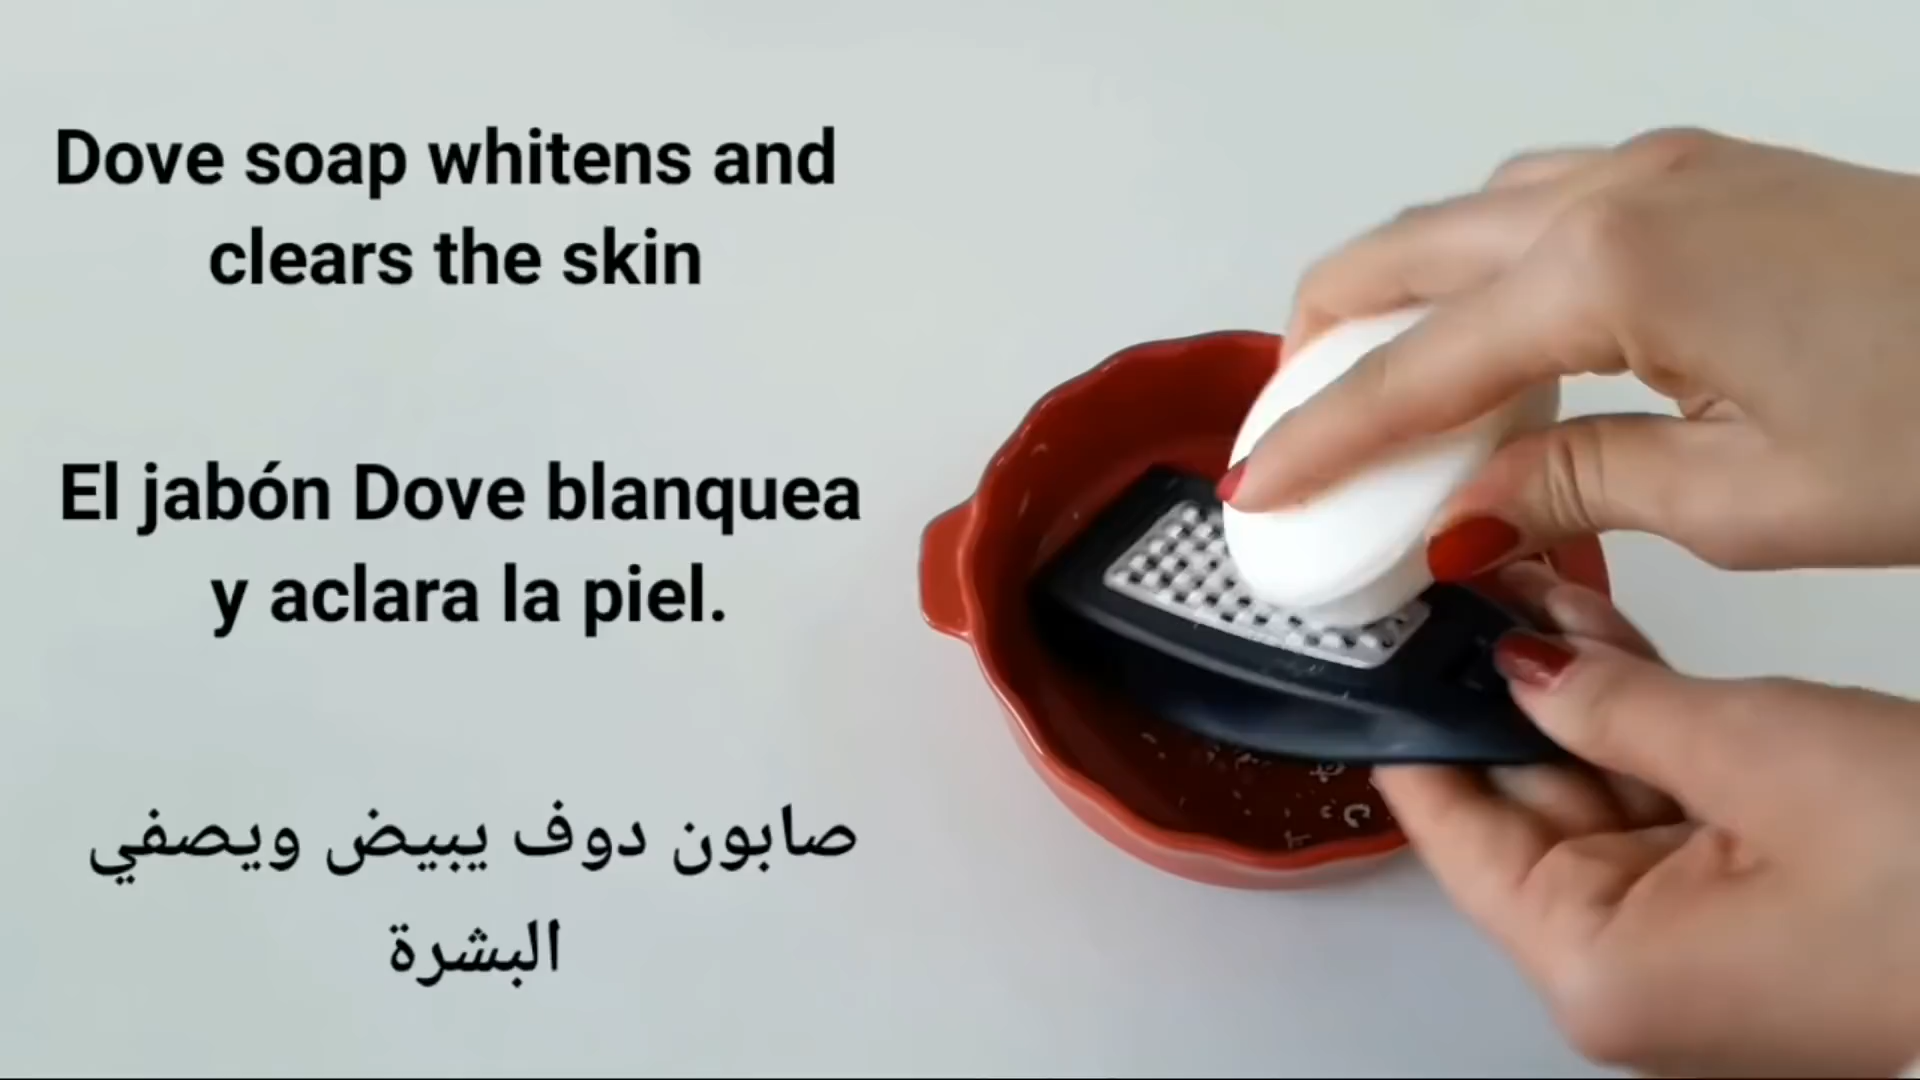 Dove soap whitens and
clears the skin
El jabón Dove blanquea
y aclara la piel.
صابون دوف يبيض ويصفي
البشرة